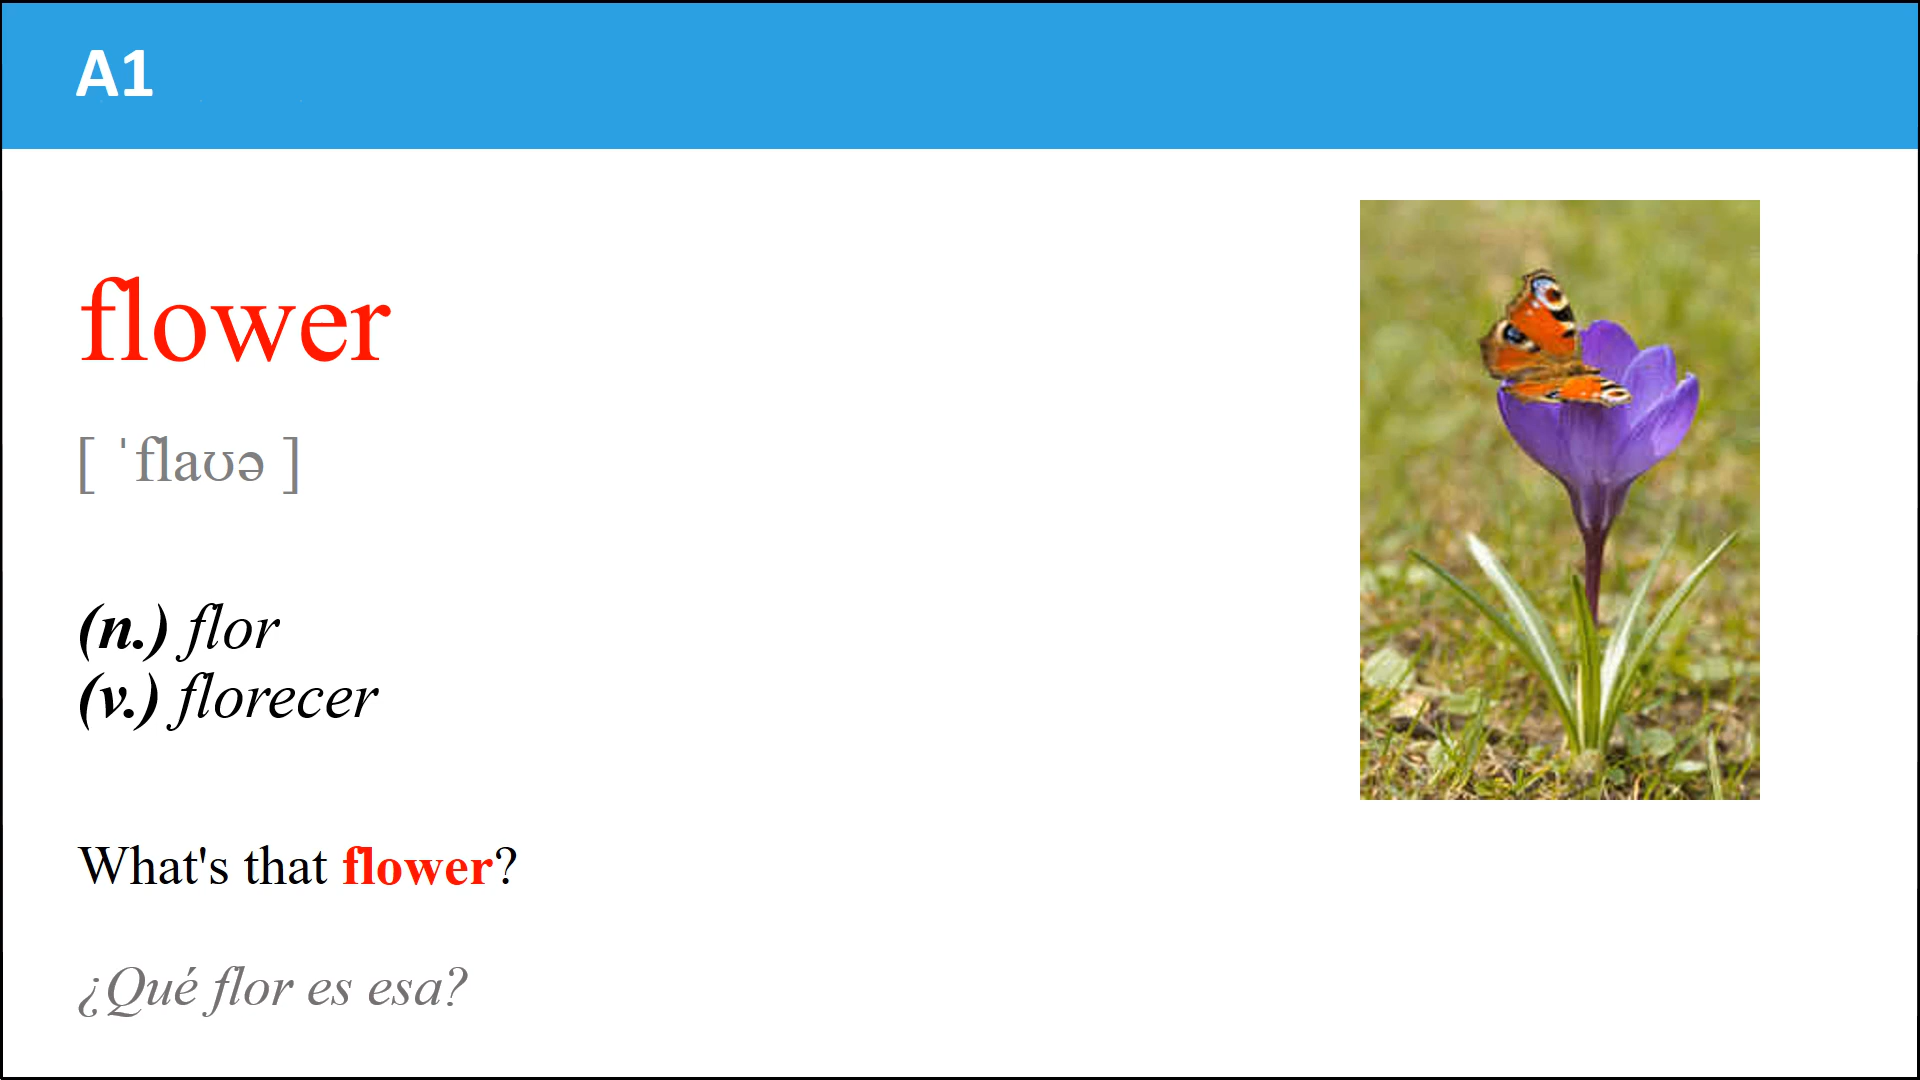 A1
flower
[ ˈflaʊə ]
(n.) flor
(v.) florecer
What's that flower?
¿Qué flor es esa?